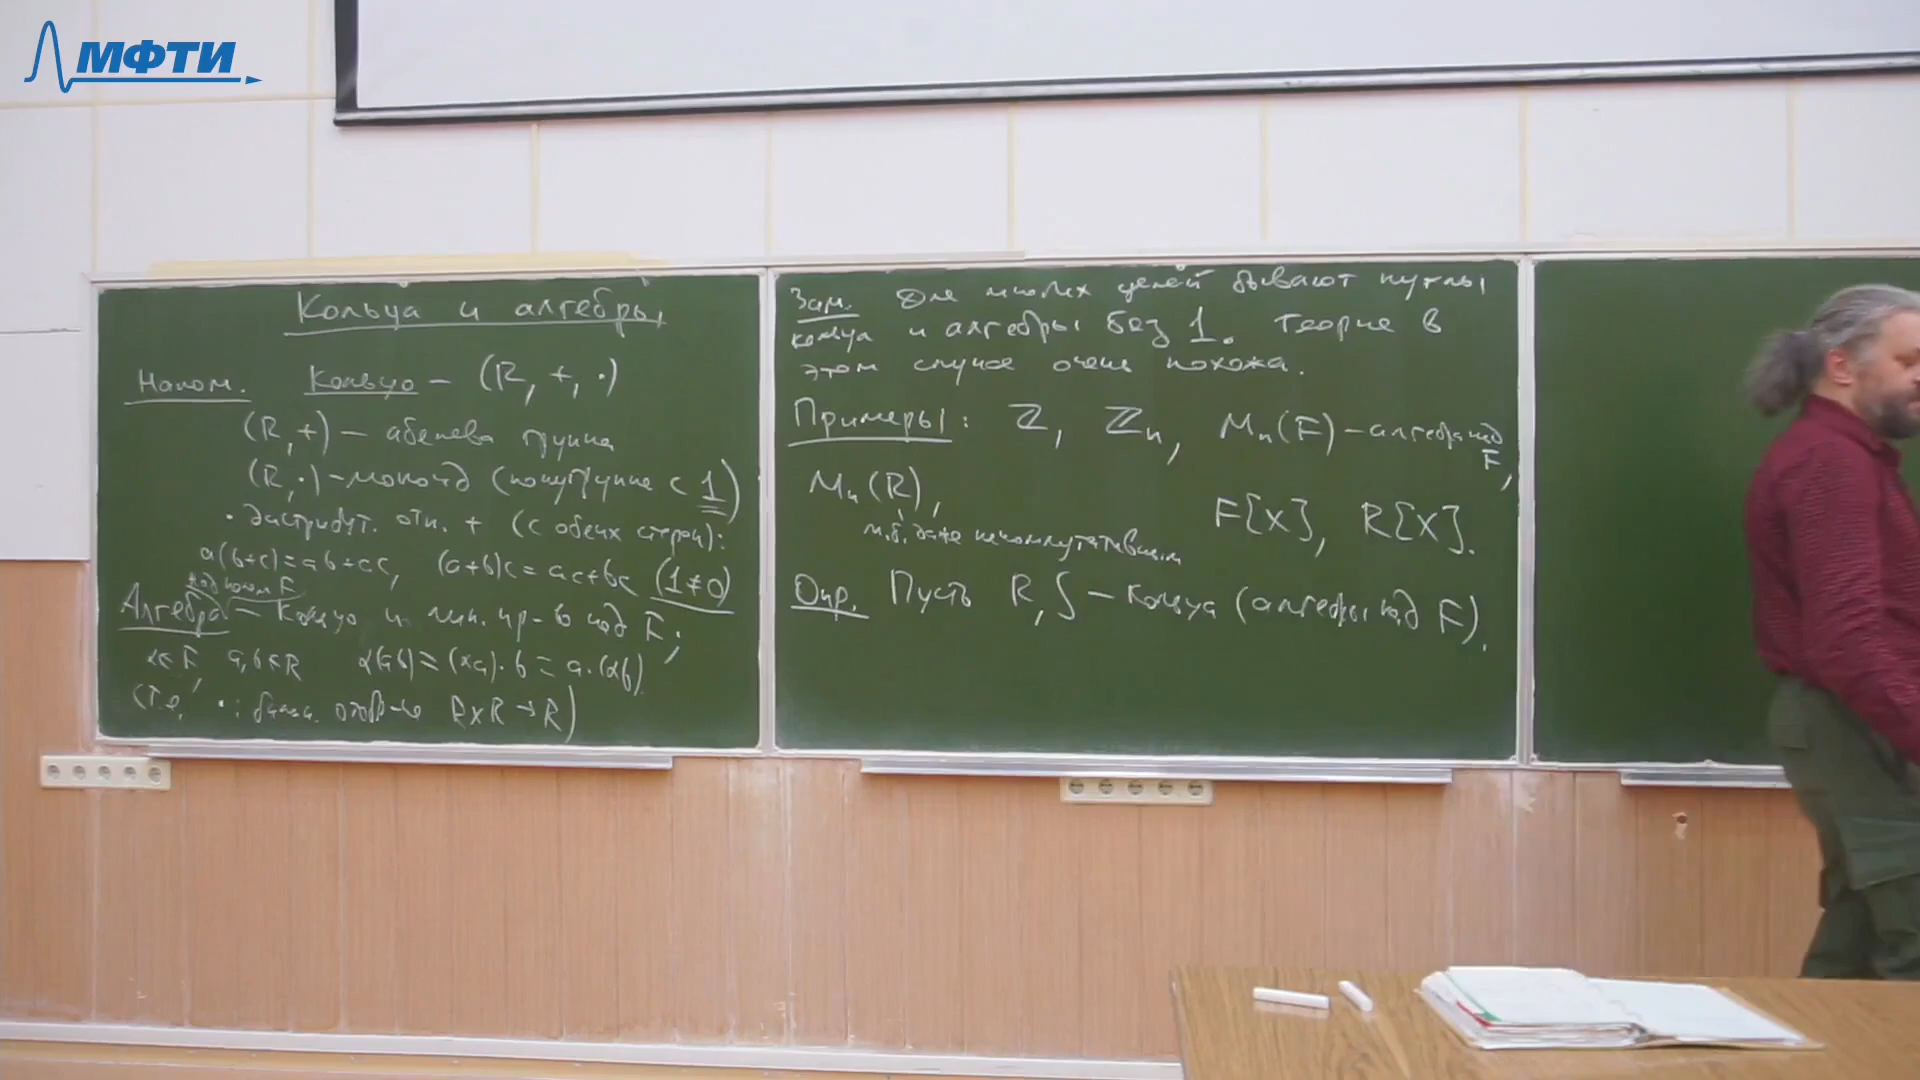 МФТИ
Кольца и алгебры
Напом. Кольцо – (R, +, ·)
(R, +) – абелева группа
(R, ·) – моноид (полугруппа с 1)
• Дистрибут. отн. + (с обеих сторон):
a(b+c)=ab+ac, (a+b)c=ac+bc (1≠0)
над полем F
Алгебра – кольцо и лин. пр-во над F;
α∈F, a,b∈R α(ab)=(αa)·b=a·(αb).
(Т.е. · : билин. отобр-ие R×R→R)
Зам. Для многих целей бывают нужны
кольца и алгебры без 1. Теория в
этом случае очень похожа.
Примеры: ℤ, ℤn, Mn(F) – алгебра над F,
Mn(R), F[x], R[x].
м.б. даже некоммутативным
Опр. Пусть R, S – кольца (алгебры над F).